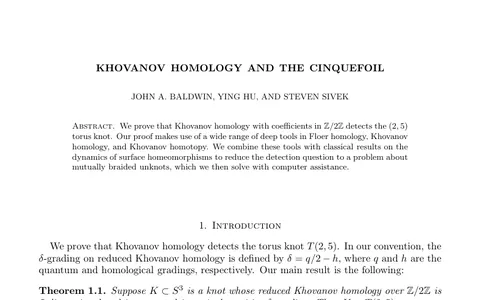 KHOVANOV HOMOLOGY AND THE CINQUEFOIL
JOHN A. BALDWIN, YING HU, AND STEVEN SIVEK
Abstract. We prove that Khovanov homology with coefficients in ℤ/2ℤ detects the (2, 5)
torus knot. Our proof makes use of a wide range of deep tools in Floer homology, Khovanov
homology, and Khovanov homotopy. We combine these tools with classical results on the
dynamics of surface homeomorphisms to reduce the detection question to a problem about
mutually braided unknots, which we then solve with computer assistance.
1. Introduction
We prove that Khovanov homology detects the torus knot T(2, 5). In our convention, the
δ-grading on reduced Khovanov homology is defined by δ = q/2 − h, where q and h are the
quantum and homological gradings, respectively. Our main result is the following:
Theorem 1.1. Suppose K ⊂ S³ is a knot whose reduced Khovanov homology over ℤ/2ℤ is